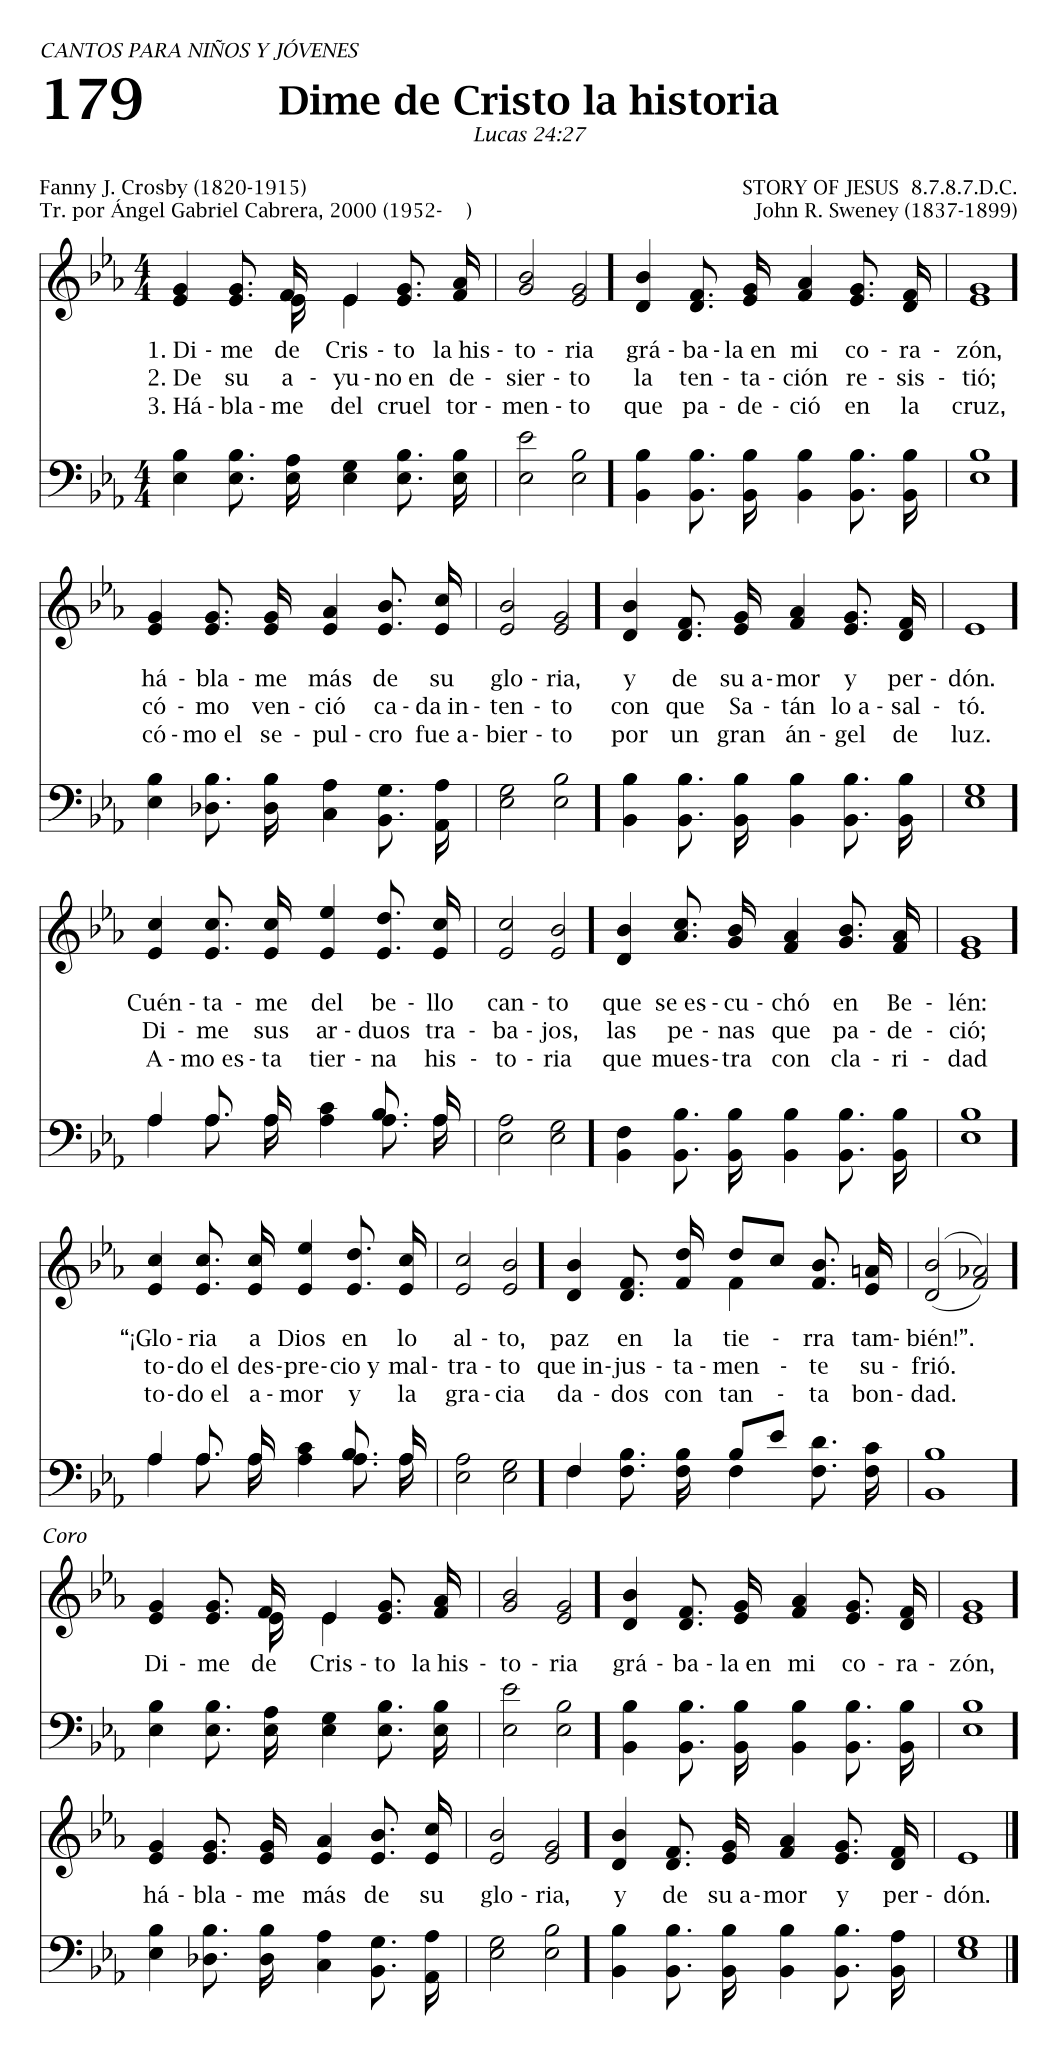 CANTOS PARA NIÑOS Y JÓVENES
179 Dime de Cristo la historia
Lucas 24:27
Fanny J. Crosby (1820-1915) STORY OF JESUS 8.7.8.7.D.C.
Tr. por Ángel Gabriel Cabrera, 2000 (1952- ) John R. Sweney (1837-1899)
1. Di - me de Cris - to la his - to - ria grá - ba - la en mi co - ra - zón,
2. De su a - yu - no en de - sier - to la ten - ta - ción re - sis - tió;
3. Há - bla - me del cruel tor - men - to que pa - de - ció en la cruz,
há - bla - me más de su glo - ria, y de su a - mor y per - dón.
có - mo ven - ció ca - da in - ten - to con que Sa - tán lo a - sal - tó.
có - mo el se - pul - cro fue a - bier - to por un gran án - gel de luz.
Cuén - ta - me del be - llo can - to que se es - cu - chó en Be - lén:
Di - me sus ar - duos tra - ba - jos, las pe - nas que pa - de - ció;
A - mo es - ta tier - na his - to - ria que mues - tra con cla - ri - dad
“¡Glo - ria a Dios en lo al - to, paz en la tie - rra tam - bién!”.
to - do el des - pre - cio y mal - tra - to que in - jus - ta - men - te su - frió.
to - do el a - mor y la gra - cia da - dos con tan - ta bon - dad.
Coro
Di - me de Cris - to la his - to - ria grá - ba - la en mi co - ra - zón,
há - bla - me más de su glo - ria, y de su a - mor y per - dón.